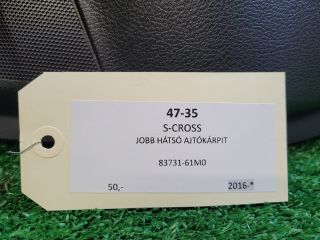 47-35
S-CROSS
JOBB HÁTSÓ AJTÓKÁRPIT
83731-61M0
50,- 2016-*